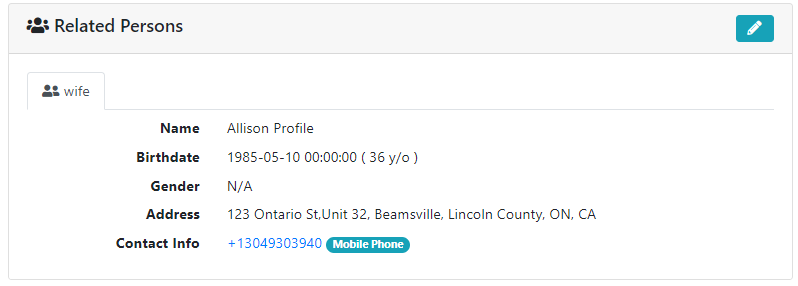 Related Persons
wife
Name Allison Profile
Birthdate 1985-05-10 00:00:00 ( 36 y/o )
Gender N/A
Address 123 Ontario St,Unit 32, Beamsville, Lincoln County, ON, CA
Contact Info +13049303940 Mobile Phone